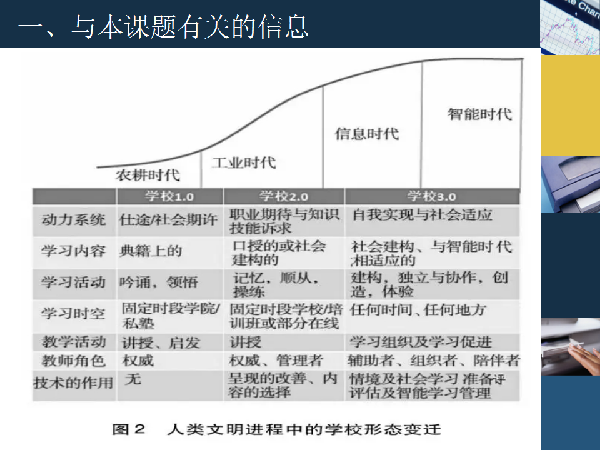 一、与本课题有关的信息
te Chart
智能时代
信息时代
工业时代
农耕时代
学校1.0 学校2.0 学校3.0
动力系统 仕途/社会期许 职业期待与知识技能诉求 自我实现与社会适应
学习内容 典籍上的 口授的或社会建构的 社会建构、与智能时代相适应的
学习活动 吟诵，领悟 记忆，顺从，操练 建构，独立与协作，创造，体验
学习时空 固定时段学院/私塾 固定时段学校/培训班或部分在线 任何时间、任何地方
教学活动 讲授、启发 讲授 学习组织及学习促进
教师角色 权威 权威、管理者 辅助者、组织者、陪伴者
技术的作用 无 呈现的改善、内容的选择 情境及社会学习 准备评评估及智能学习管理
图2 人类文明进程中的学校形态变迁